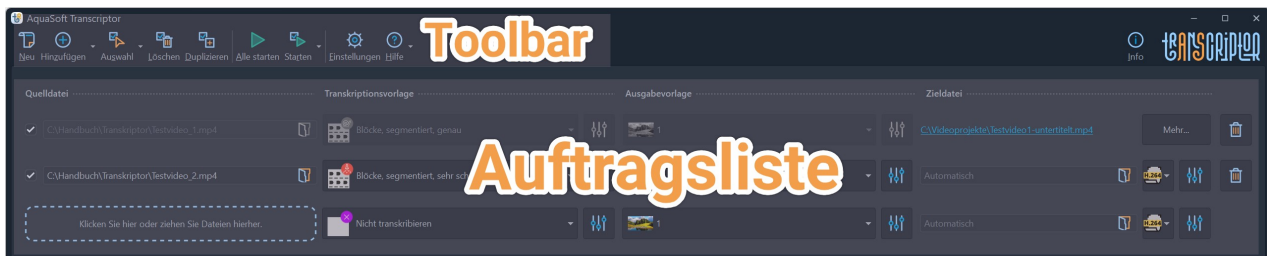 AquaSoft Transcriptor
Neu Hinzufügen Auswahl Löschen Duplizieren Alle starten Starten Einstellungen Hilfe
Toolbar
Info
TRANSCRIPTOR
Quelldatei Transkriptionsvorlage Ausgabevorlage Zieldatei
C:\Handbuch\Transkriptor\Testvideo_1.mp4 Blöcke, segmentiert, genau 1 C:\Videoprojekte\Testvideo1-untertitelt.mp4 Mehr...
Auftragsliste
C:\Handbuch\Transkriptor\Testvideo_2.mp4 Blöcke, segmentiert, sehr Automatisch H.264
Klicken Sie hier oder ziehen Sie Dateien hierher. Nicht transkribieren 1 Automatisch H.264